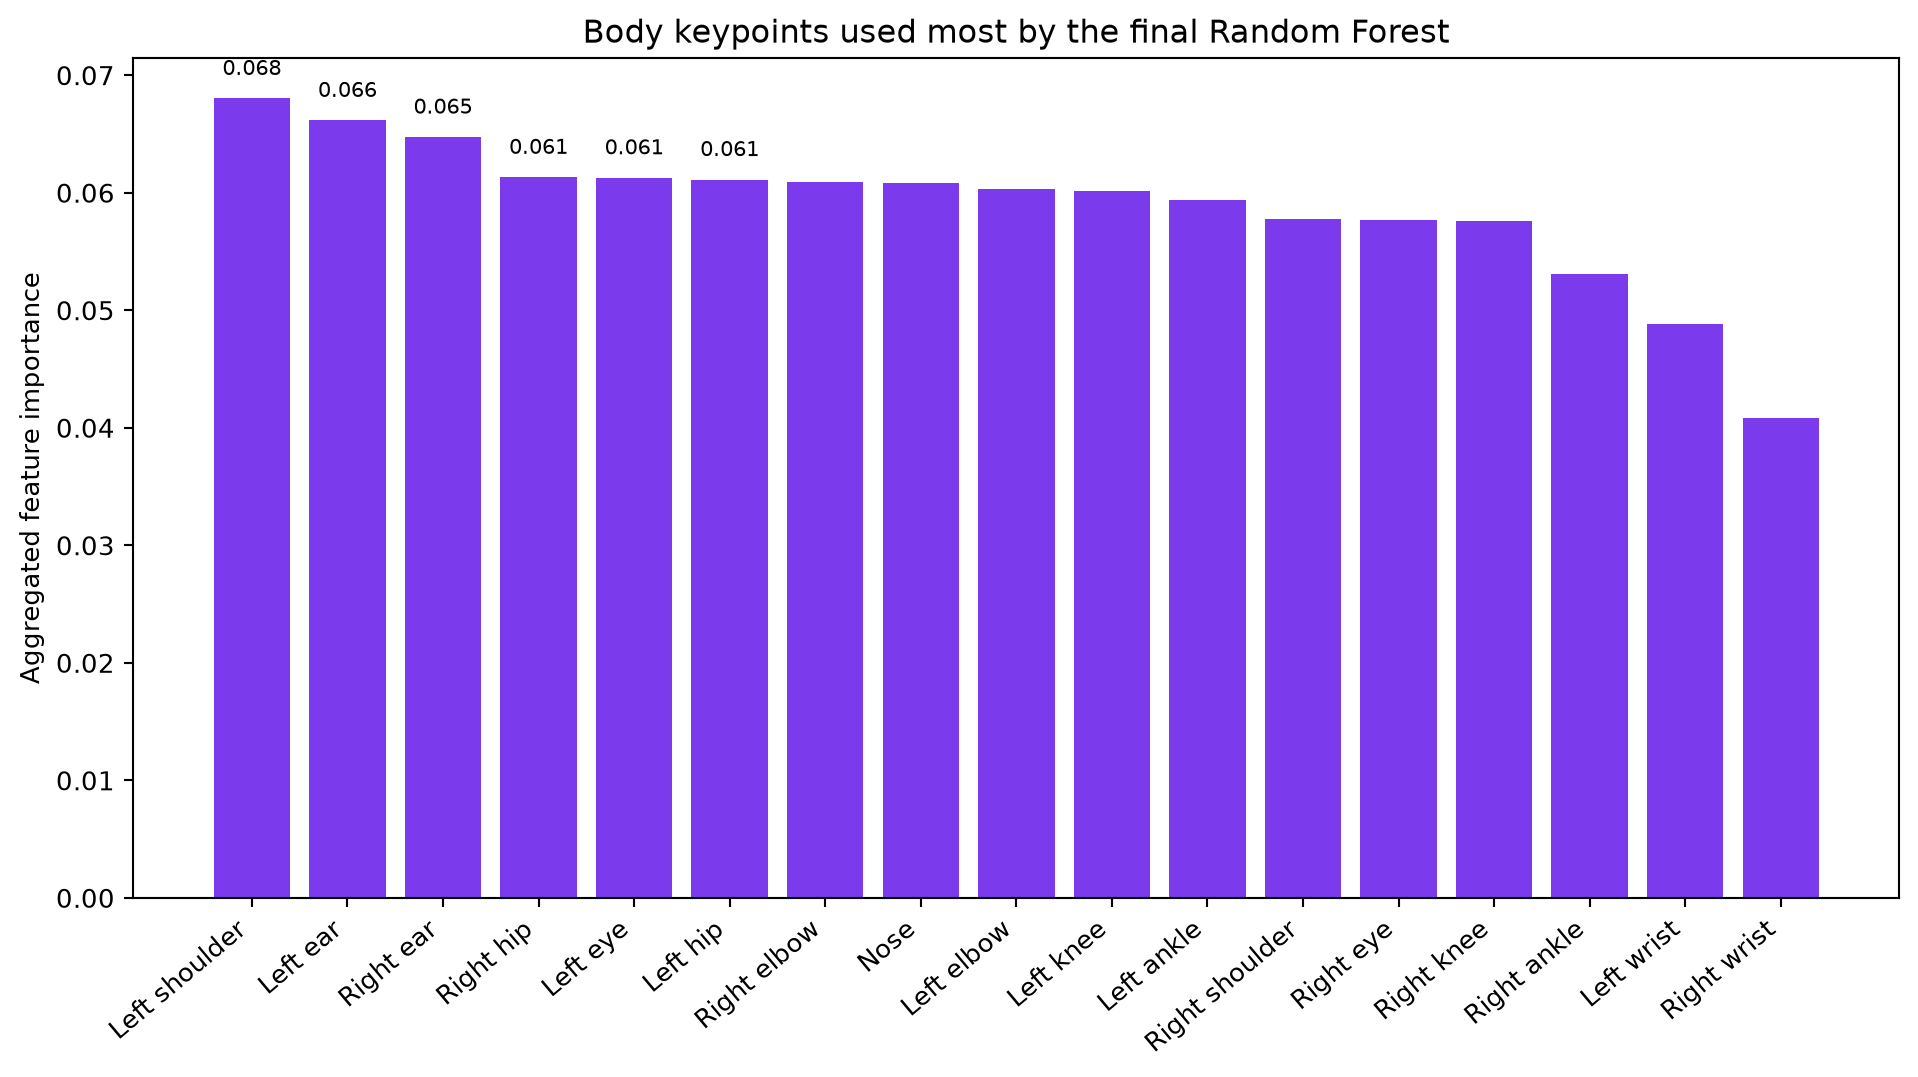 Body keypoints used most by the final Random Forest
Aggregated feature importance
0.07
0.06
0.05
0.04
0.03
0.02
0.01
0.00
0.068
0.066
0.065
0.061
0.061
0.061
Left shoulder
Left ear
Right ear
Right hip
Left eye
Left hip
Right elbow
Nose
Left elbow
Left knee
Left ankle
Right shoulder
Right eye
Right knee
Right ankle
Left wrist
Right wrist